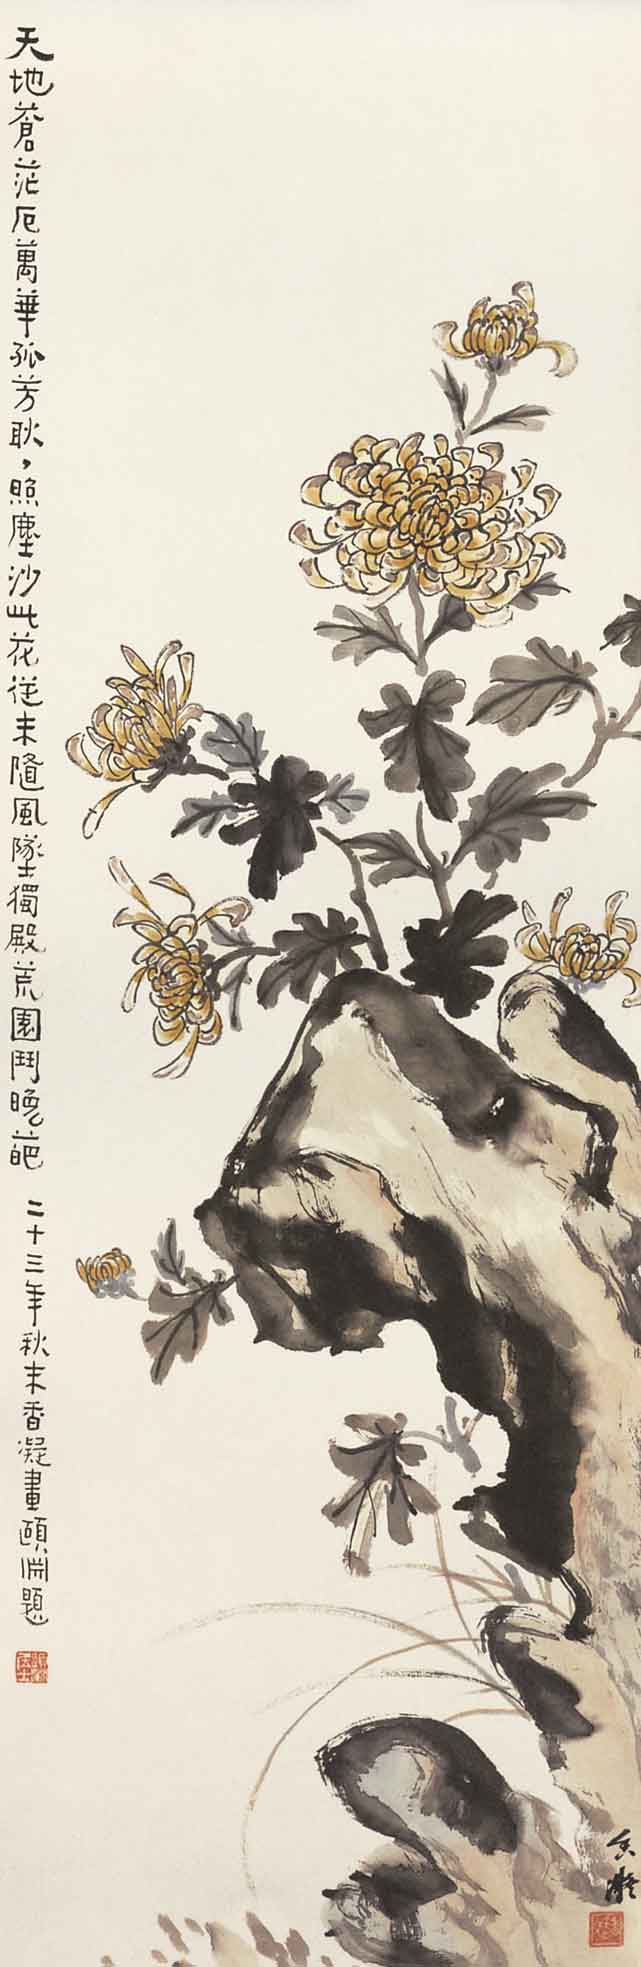 天地蒼茫厄萬華孤芳耿,照塵沙此花從未隨風墜獨殿荒園鬥晚葩
二十三年秋末香凝畫頤淵題
香凝